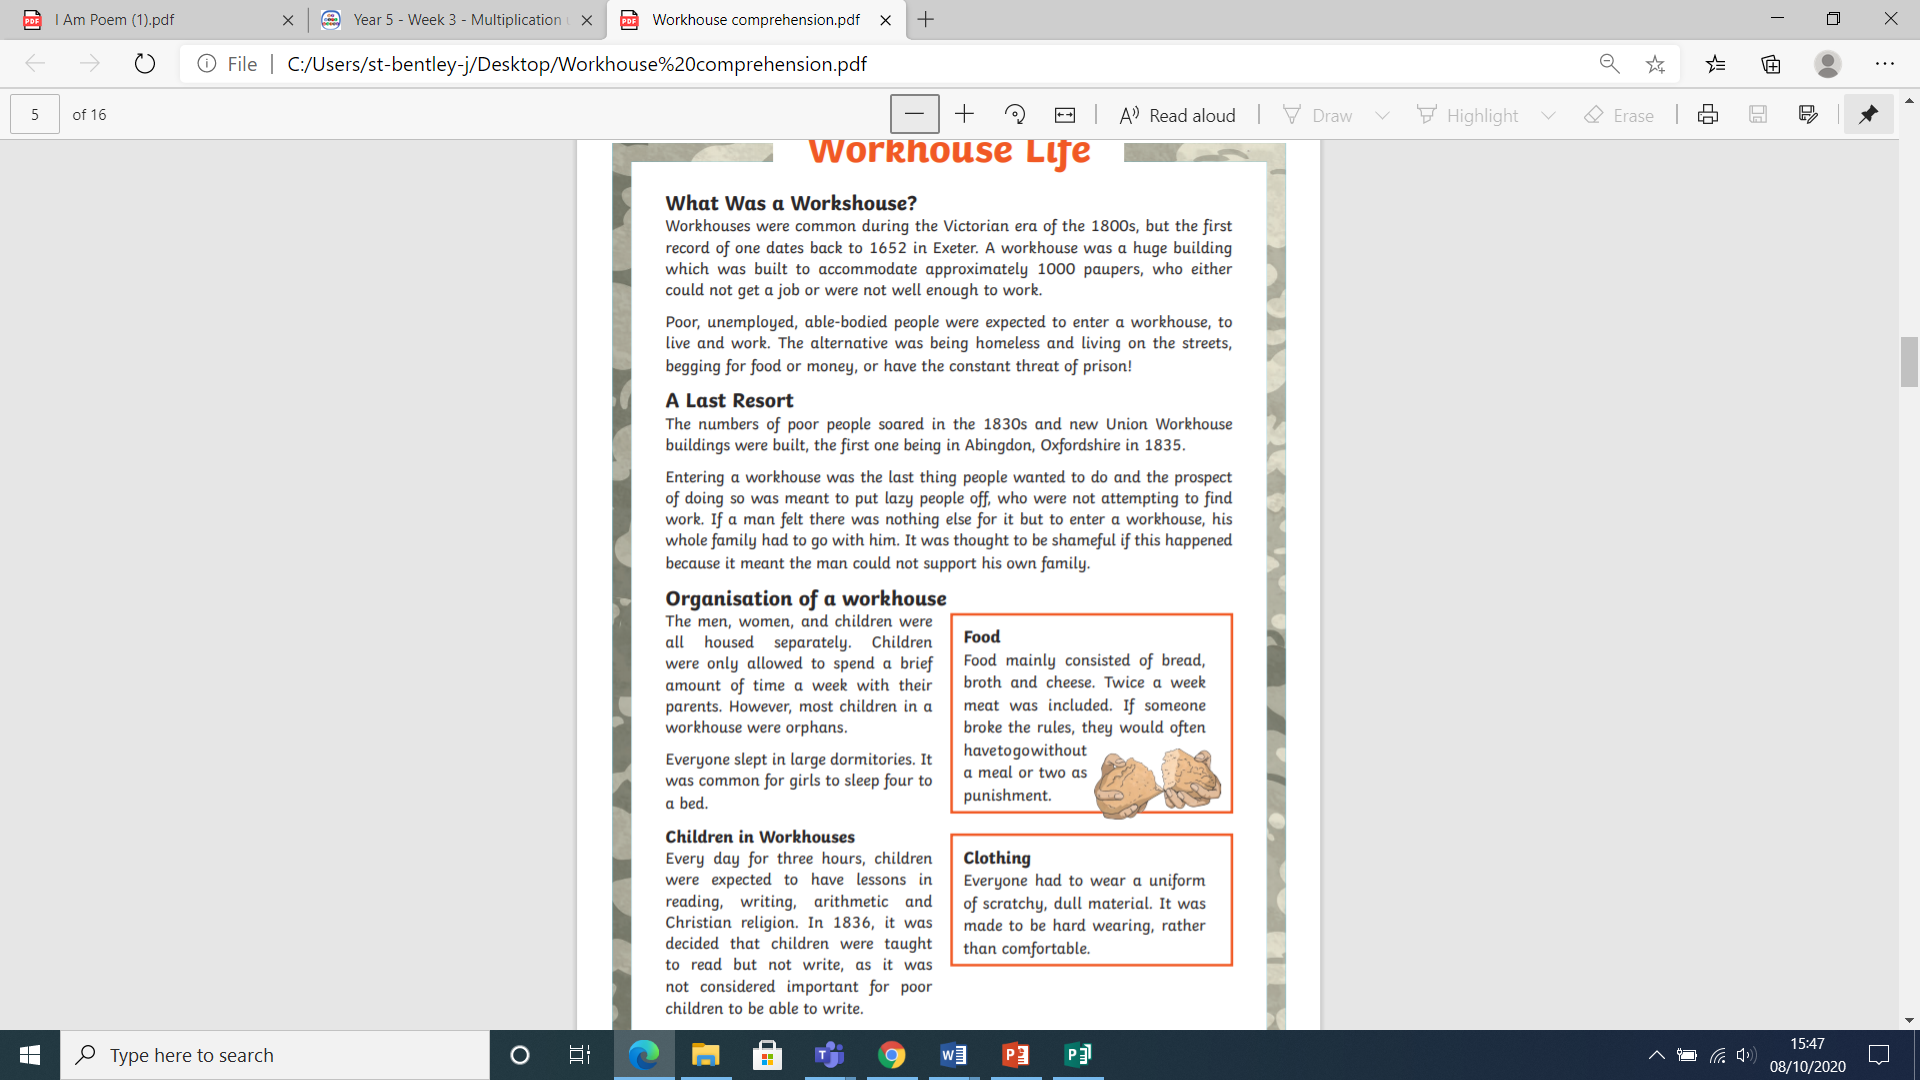 I Am Poem (1).pdf
Year 5 - Week 3 - Multiplication
Workhouse comprehension.pdf
File
C:/Users/st-bentley-j/Desktop/Workhouse%20comprehension.pdf
5 of 16
Read aloud
Draw
Highlight
Erase
Workhouse Life
What Was a Workshouse?
Workhouses were common during the Victorian era of the 1800s, but the first
record of one dates back to 1652 in Exeter. A workhouse was a huge building
which was built to accommodate approximately 1000 paupers, who either
could not get a job or were not well enough to work.
Poor, unemployed, able-bodied people were expected to enter a workhouse, to
live and work. The alternative was being homeless and living on the streets,
begging for food or money, or have the constant threat of prison!
A Last Resort
The numbers of poor people soared in the 1830s and new Union Workhouse
buildings were built, the first one being in Abingdon, Oxfordshire in 1835.
Entering a workhouse was the last thing people wanted to do and the prospect
of doing so was meant to put lazy people off, who were not attempting to find
work. If a man felt there was nothing else for it but to enter a workhouse, his
whole family had to go with him. It was thought to be shameful if this happened
because it meant the man could not support his own family.
Organisation of a workhouse
The men, women, and children were
all housed separately. Children
were only allowed to spend a brief
amount of time a week with their
parents. However, most children in a
workhouse were orphans.
Everyone slept in large dormitories. It
was common for girls to sleep four to
a bed.
Children in Workhouses
Every day for three hours, children
were expected to have lessons in
reading, writing, arithmetic and
Christian religion. In 1836, it was
decided that children were taught
to read but not write, as it was
not considered important for poor
children to be able to write.
Food
Food mainly consisted of bread,
broth and cheese. Twice a week
meat was included. If someone
broke the rules, they would often
have to go without
a meal or two as
punishment.
Clothing
Everyone had to wear a uniform
of scratchy, dull material. It was
made to be hard wearing, rather
than comfortable.
Type here to search
15:47
08/10/2020